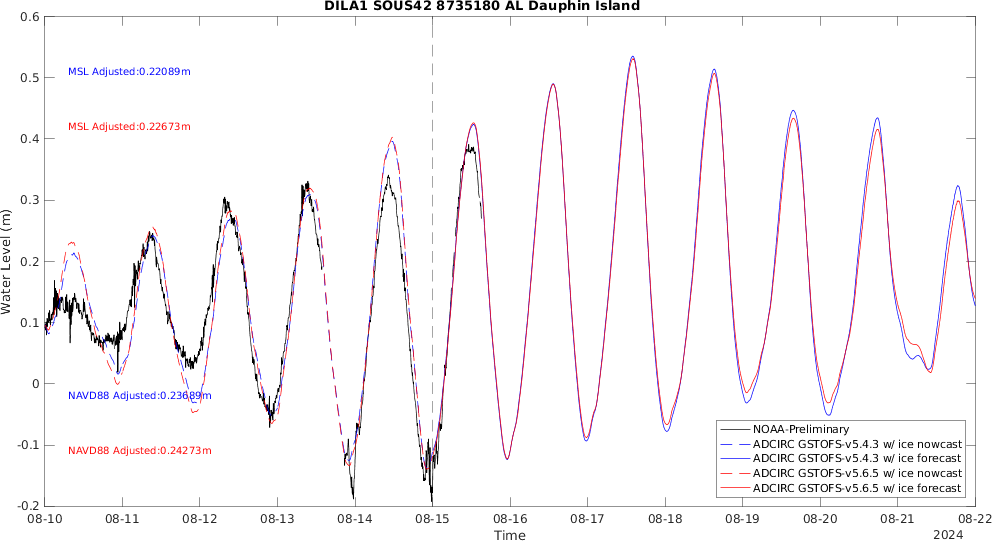 DILA1 SOUS42 8735180 AL Dauphin Island
0.6
0.5
0.4
0.3
0.2
0.1
0
-0.1
-0.2
Water Level (m)
MSL Adjusted:0.22089m
MSL Adjusted:0.22673m
NAVD88 Adjusted:0.23689m
NAVD88 Adjusted:0.24273m
NOAA-Preliminary
ADCIRC GSTOFS-v5.4.3 w/ ice nowcast
ADCIRC GSTOFS-v5.4.3 w/ ice forecast
ADCIRC GSTOFS-v5.6.5 w/ ice nowcast
ADCIRC GSTOFS-v5.6.5 w/ ice forecast
08-10 08-11 08-12 08-13 08-14 08-15 08-16 08-17 08-18 08-19 08-20 08-21 08-22
Time
2024